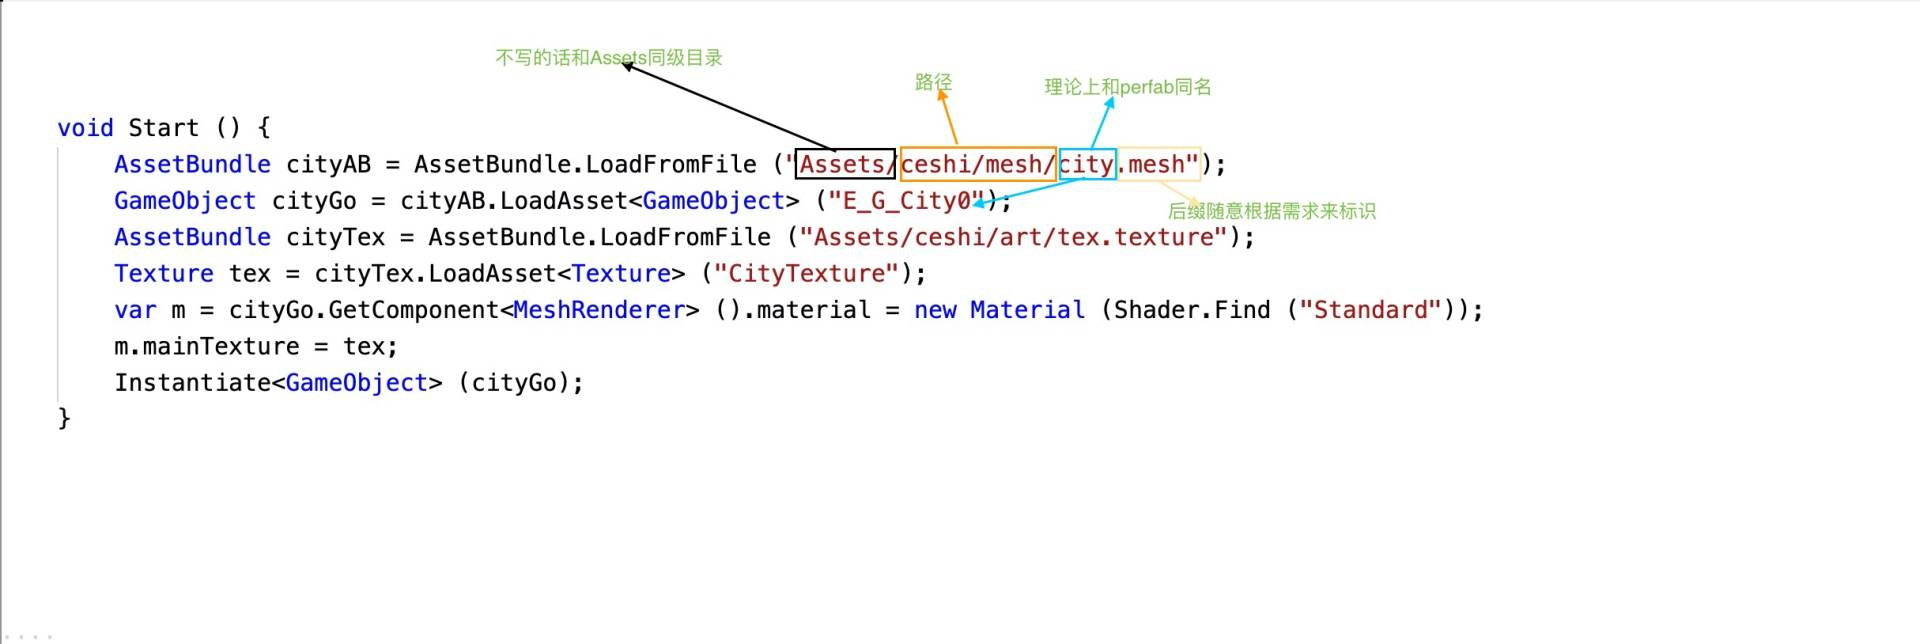 不写的话和Assets同级目录
路径
理论上和perfab同名
void Start () {
AssetBundle cityAB = AssetBundle.LoadFromFile ("Assets/ceshi/mesh/city.mesh");
GameObject cityGo = cityAB.LoadAsset<GameObject> ("E_G_City0");
后缀随意根据需求来标识
AssetBundle cityTex = AssetBundle.LoadFromFile ("Assets/ceshi/art/tex.texture");
Texture tex = cityTex.LoadAsset<Texture> ("CityTexture");
var m = cityGo.GetComponent<MeshRenderer> ().material = new Material (Shader.Find ("Standard"));
m.mainTexture = tex;
Instantiate<GameObject> (cityGo);
}